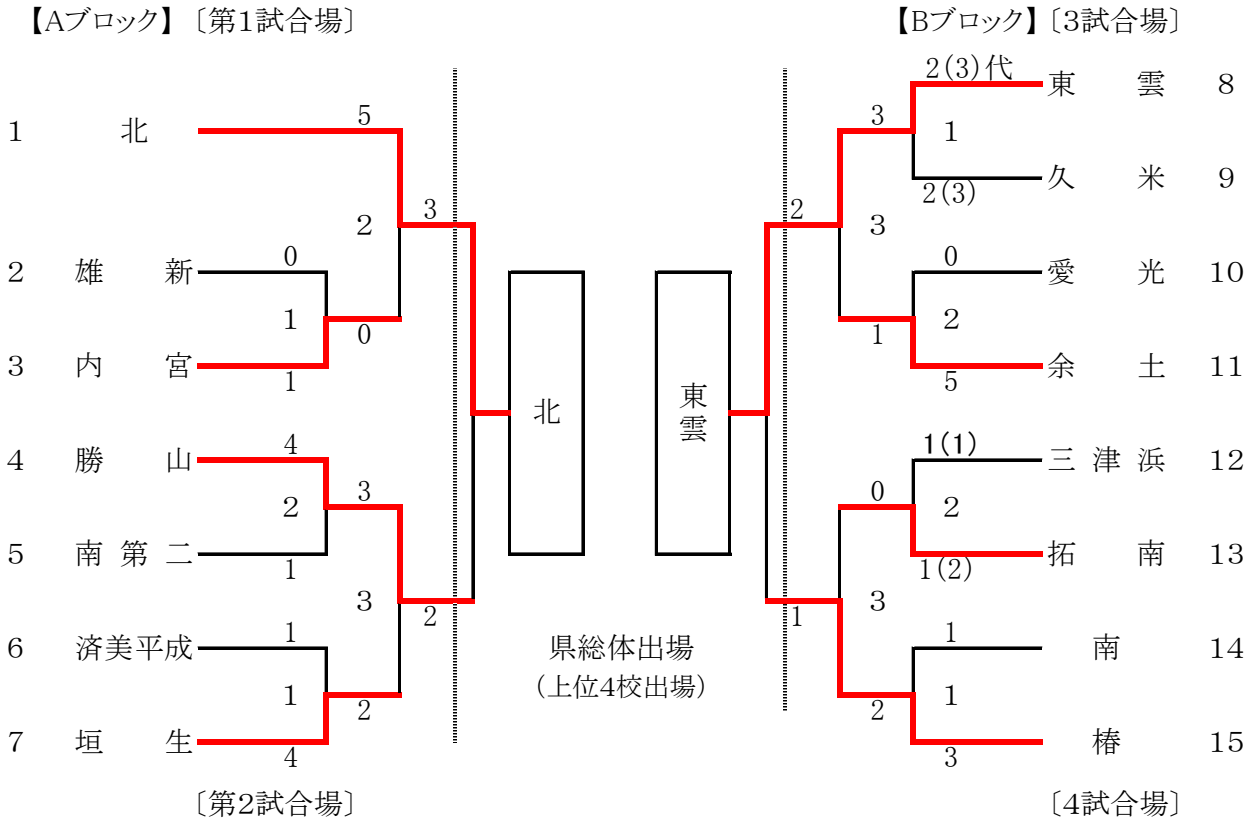 【Aブロック】〔第1試合場〕
【Bブロック】〔3試合場〕
1 北
5
2
3
2 雄新
0
1
0
3 内宮
1
4 勝山
4
2
3
5 南第二
1
3
2
6 済美平成
1
1
2
7 垣生
4
〔第2試合場〕
北
東雲
県総体出場
(上位4校出場)
2(3)代
東雲 8
3
1
2(3)
久米 9
2
3
0
愛光 10
1
2
5
余土 11
1(1)
三津浜 12
0
2
1(2)
拓南 13
1
3
1
南 14
2
1
3
椿 15
〔4試合場〕